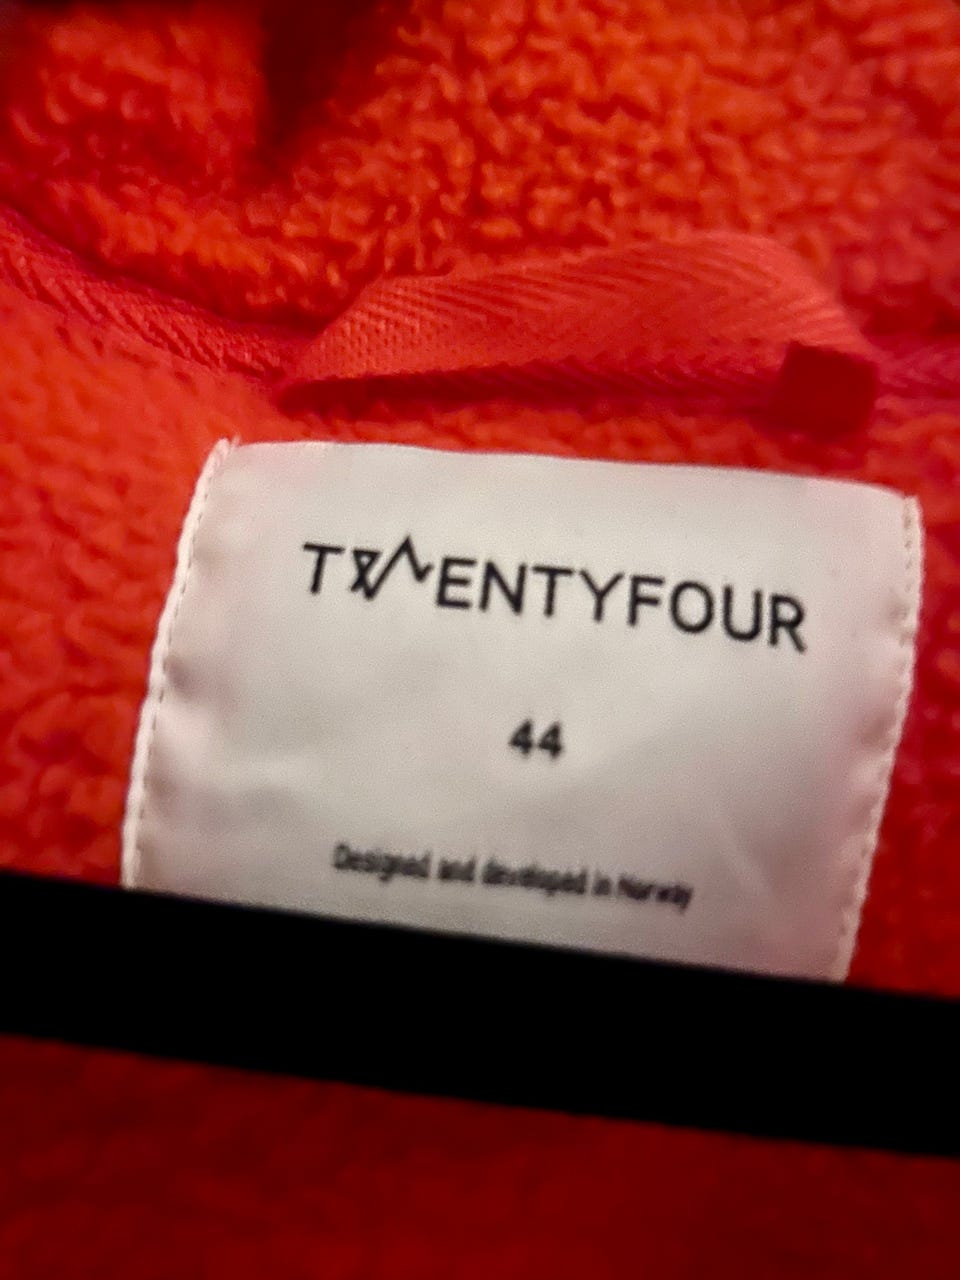 TWENTYFOUR
44
Designed and developed in Norway